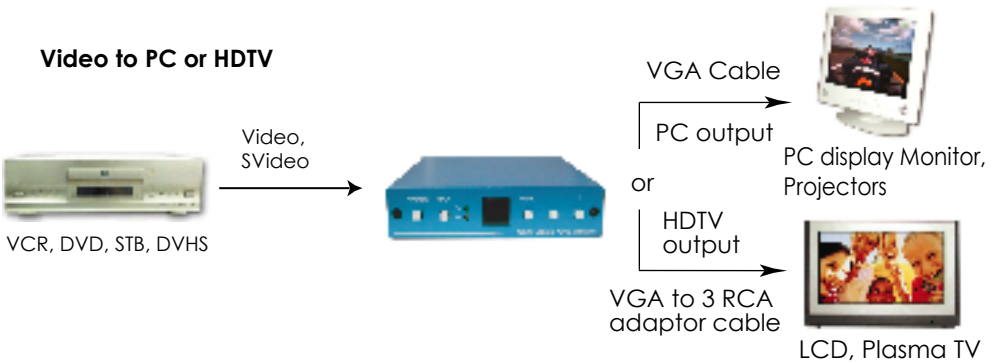 Video to PC or HDTV
VGA Cable
Video,
SVideo
PC output
PC display Monitor,
Projectors
or
VCR, DVD, STB, DVHS
HDTV
output
VGA to 3 RCA
adaptor cable
LCD, Plasma TV